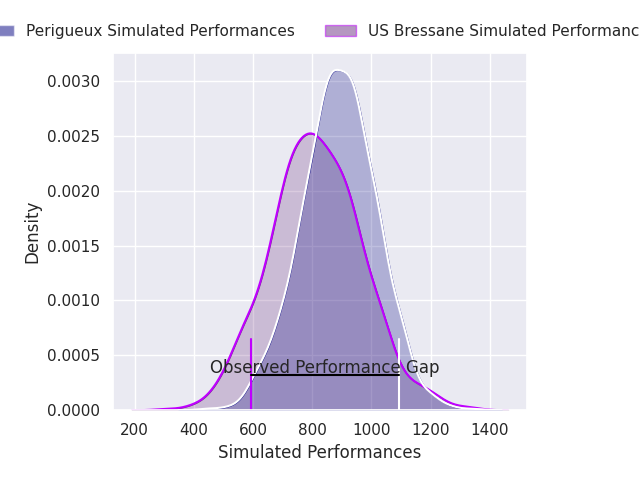 Perigueux Simulated Performances
US Bressane Simulated Performanc
0.0030
0.0025
0.0020
0.0015
0.0010
0.0005
0.0000
Density
Observed Performance Gap
200 400 600 800 1000 1200 1400
Simulated Performances